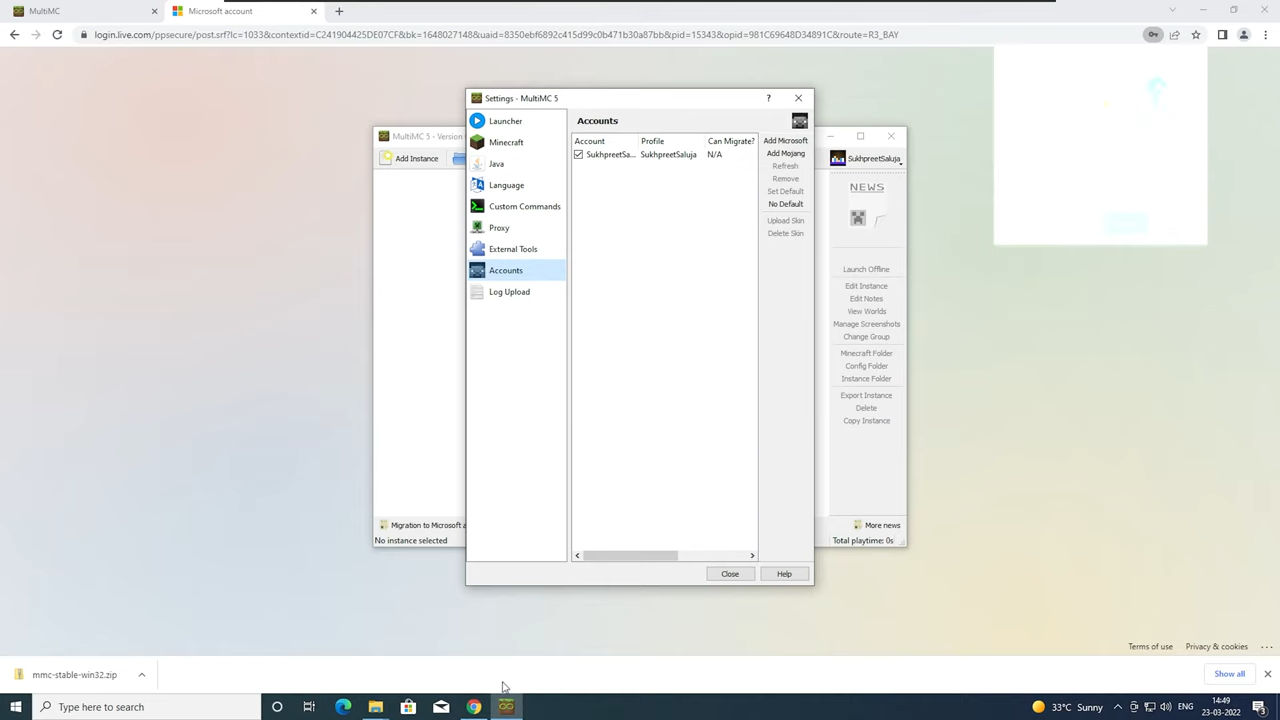 MultiMC
Microsoft account
login.live.com/ppsecure/post.srf?lc=1033&contextid=C241904425DE07CF&bk=1648027148&uaid=8350ebf6892c415d99c0b471b30a87bb&pid=15343&opid=981C69648D34891C&route=R3_BAY
Settings - MultiMC 5
?
Launcher
Minecraft
Java
Language
Custom Commands
Proxy
External Tools
Accounts
Log Upload
Accounts
Account Profile Can Migrate?
SukhpreetSa... SukhpreetSaluja N/A
Add Microsoft
Add Mojang
Refresh
Remove
Set Default
No Default
Upload Skin
Delete Skin
Close
Help
MultiMC 5 - Version
Add Instance
SukhpreetSaluja
NEWS
Launch Offline
Edit Instance
Edit Notes
View Worlds
Manage Screenshots
Change Group
Minecraft Folder
Config Folder
Instance Folder
Export Instance
Delete
Copy Instance
Migration to Microsoft a
More news
No instance selected
Total playtime: 0s
Terms of use
Privacy & cookies
mmc-stable-win32.zip
Show all
Type here to search
33°C Sunny
ENG
14:49
23-03-2022
3